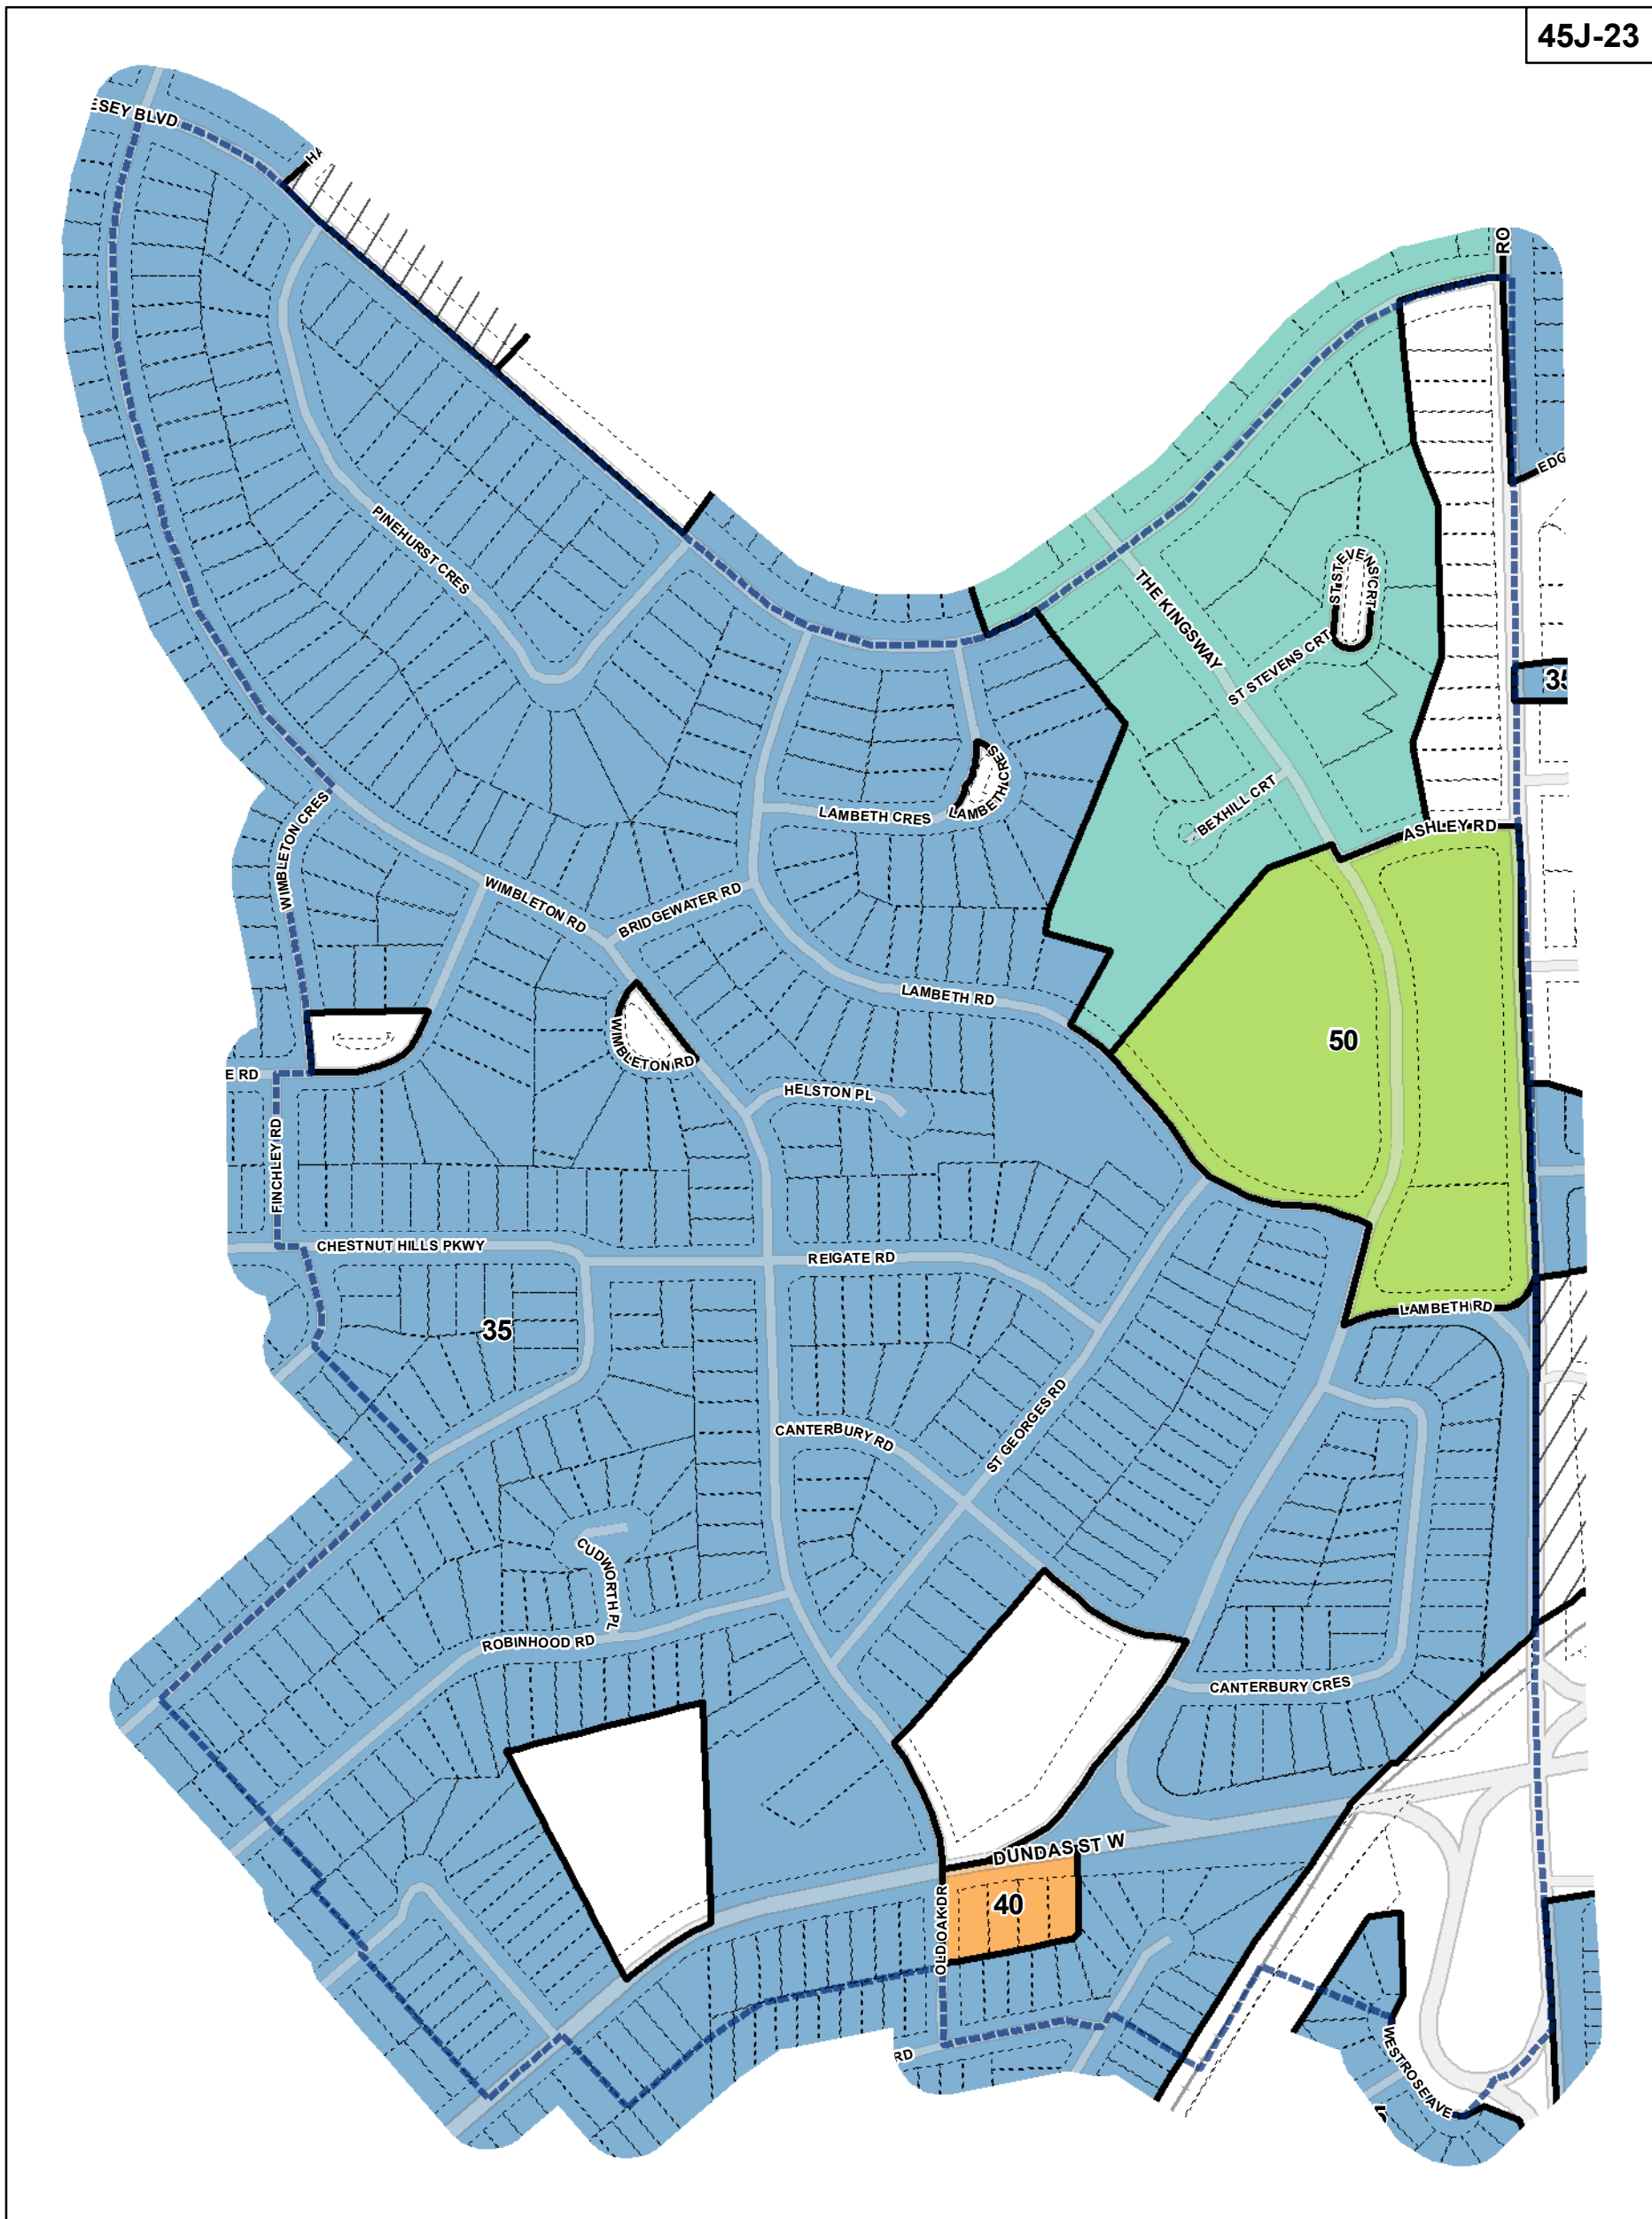 45J-23
ESEY BLVD
HA
RO
EDG
PINEHURST CRES
THE KINGSWAY
ST STEVENS CRT
ST STEVENS CRT
35
LAMBETH CRES
LAMBETH CRES
BEXHILL CRT
WIMBLETON CRES
ASHLEY RD
WIMBLETON RD
BRIDGEWATER RD
LAMBETH RD
50
WIMBLETON RD
E RD
HELSTON PL
FINCHLEY RD
CHESTNUT HILLS PKWY
REIGATE RD
LAMBETH RD
35
ST GEORGES RD
CANTERBURY RD
CUDWORTH PL
ROBINHOOD RD
CANTERBURY CRES
DUNDAS ST W
40
OLD OAK DR
RD
WESTROSE AVE